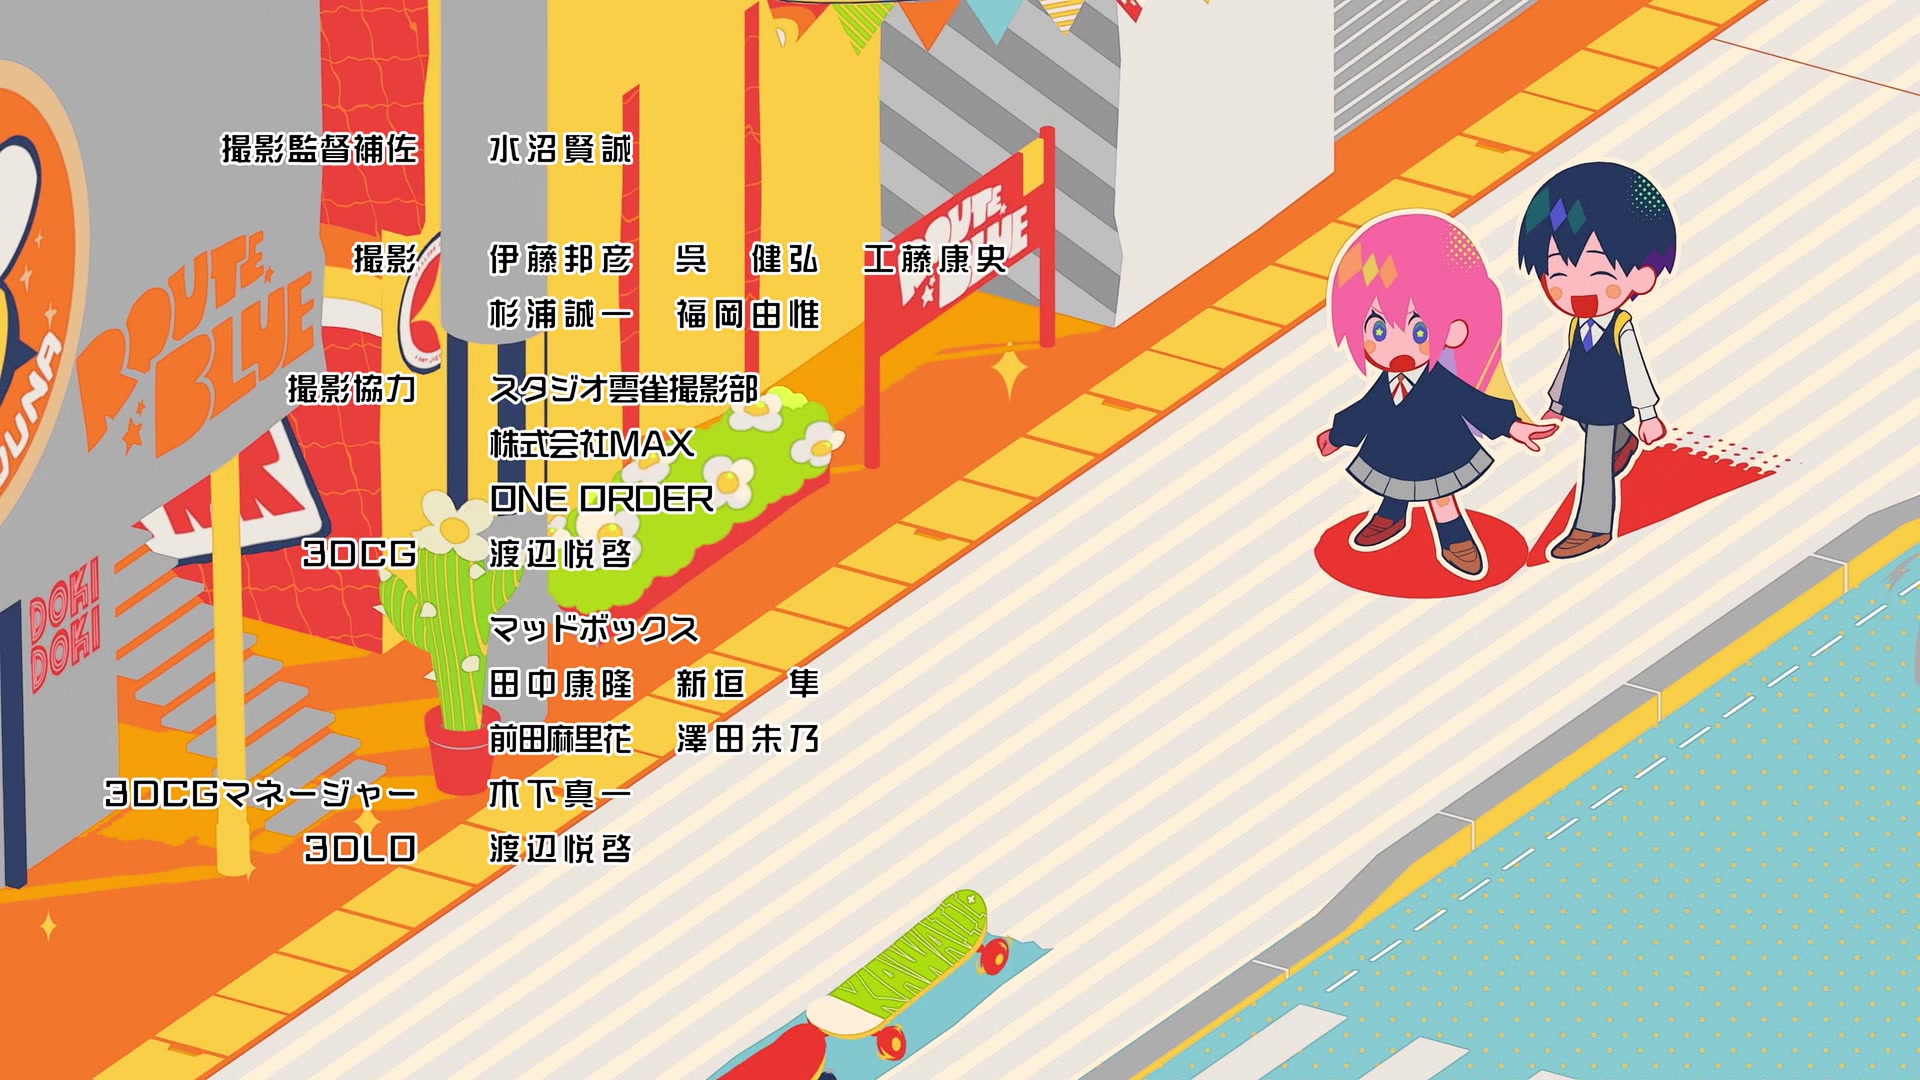 撮影監督補佐 水沼賢誠
撮影 伊藤邦彦 呉 健弘 工藤康史
杉浦誠一 福岡由惟
撮影協力 スタジオ雲雀撮影部
株式会社MAX
ONE ORDER
3DCG 渡辺悦啓
マッドボックス
田中康隆 新垣 隼
前田麻里花 澤田朱乃
3DCGマネージャー 木下真一
3DLO 渡辺悦啓
ROUTE BLUE
ROUTE BLUE
DOKI
DOKI
KAWAII